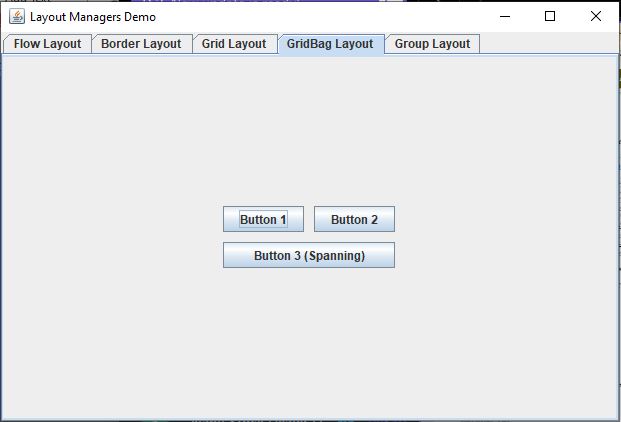 Layout Managers Demo
Flow Layout Border Layout Grid Layout GridBag Layout Group Layout
Button 1 Button 2
Button 3 (Spanning)